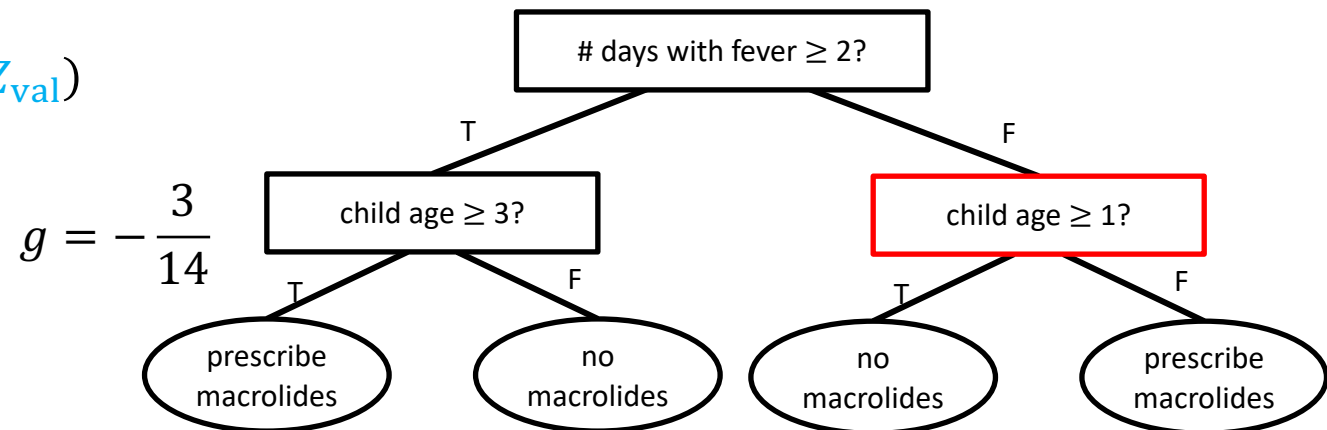 # days with fever ≥ 2?
Z_val)
T
F
g = − 3/14
child age ≥ 3?
child age ≥ 1?
T
F
T
F
prescribe
macrolides
no
macrolides
no
macrolides
prescribe
macrolides